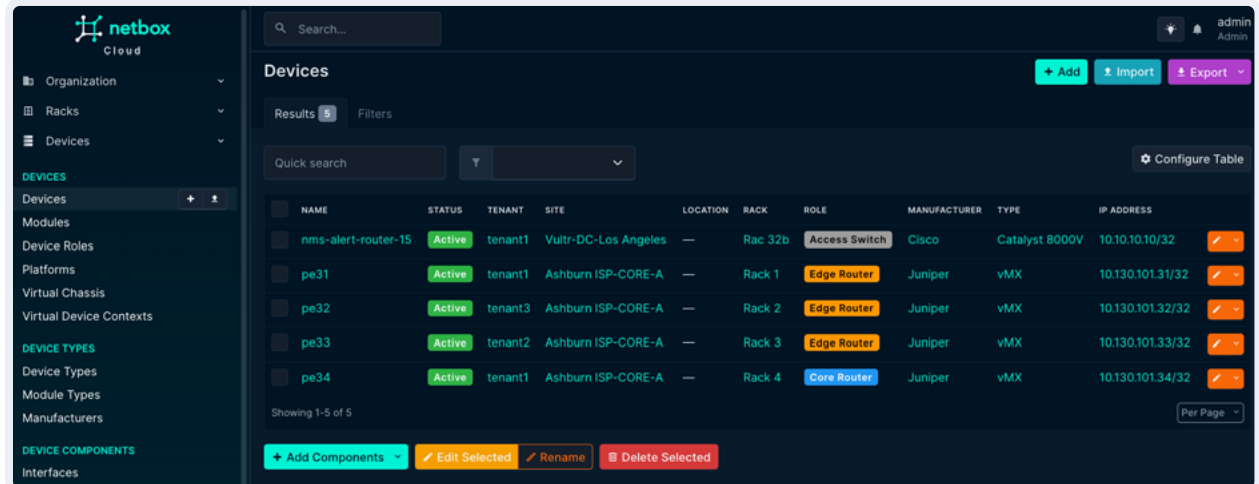 netbox
Cloud
Search...
admin
Admin
Organization
Racks
Devices
DEVICES
Devices
Modules
Device Roles
Platforms
Virtual Chassis
Virtual Device Contexts
DEVICE TYPES
Device Types
Module Types
Manufacturers
DEVICE COMPONENTS
Interfaces
Devices
+ Add
Import
Export
Results 5 Filters
Quick search
Configure Table
NAME STATUS TENANT SITE LOCATION RACK ROLE MANUFACTURER TYPE IP ADDRESS
nms-alert-router-15 Active tenant1 Vultr-DC-Los Angeles — Rac 32b Access Switch Cisco Catalyst 8000V 10.10.10.10/32
pe31 Active tenant1 Ashburn ISP-CORE-A — Rack 1 Edge Router Juniper vMX 10.130.101.31/32
pe32 Active tenant3 Ashburn ISP-CORE-A — Rack 2 Edge Router Juniper vMX 10.130.101.32/32
pe33 Active tenant2 Ashburn ISP-CORE-A — Rack 3 Edge Router Juniper vMX 10.130.101.33/32
pe34 Active tenant1 Ashburn ISP-CORE-A — Rack 4 Core Router Juniper vMX 10.130.101.34/32
Showing 1-5 of 5
Per Page
+ Add Components
Edit Selected
Rename
Delete Selected